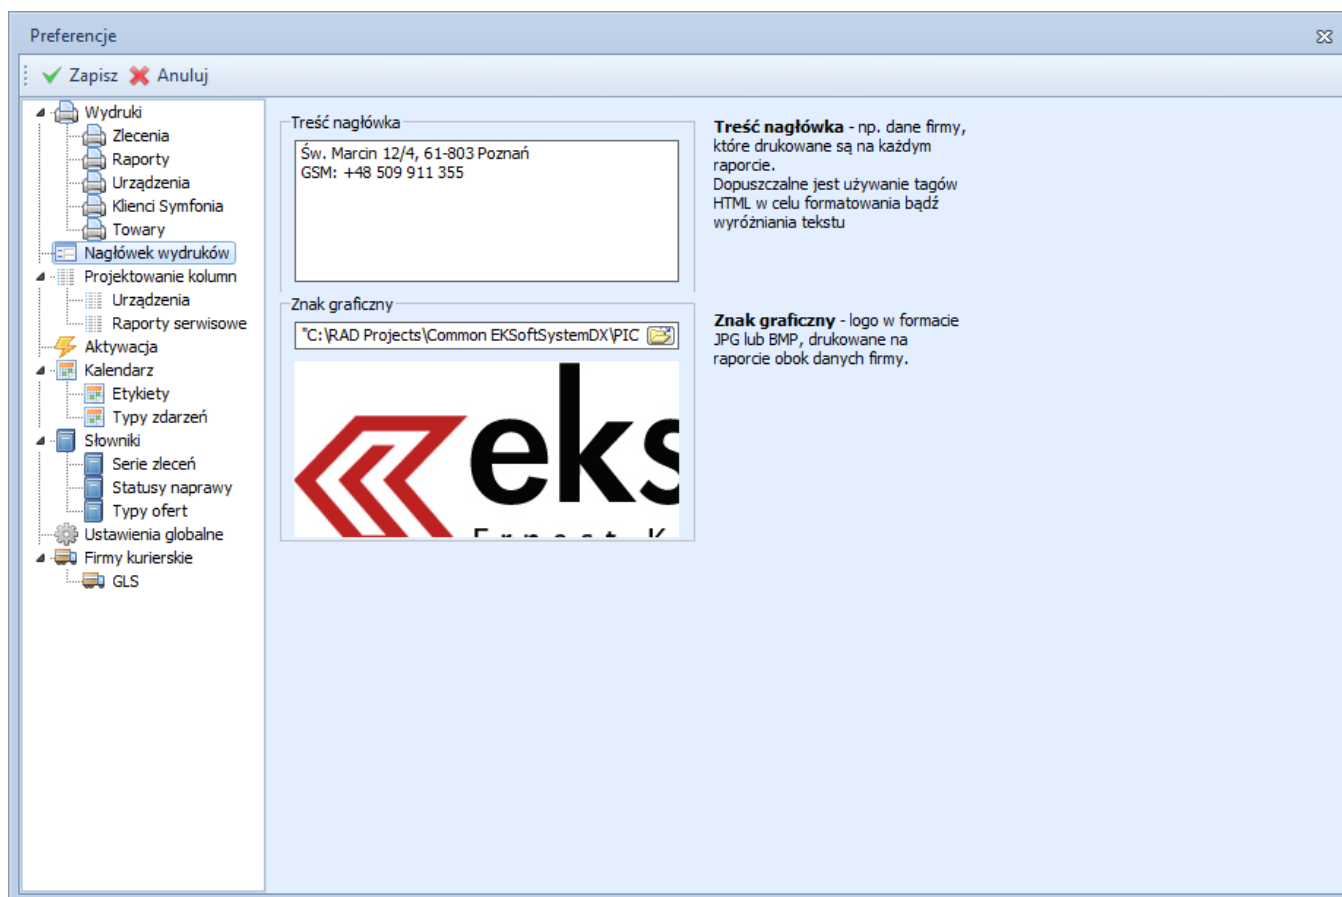 Preferencje
Zapisz Anuluj
Wydruki
Zlecenia
Raporty
Urządzenia
Klienci Symfonia
Towary
Nagłówek wydruków
Projektowanie kolumn
Urządzenia
Raporty serwisowe
Aktywacja
Kalendarz
Etykiety
Typy zdarzeń
Słowniki
Serie zleceń
Statusy naprawy
Typy ofert
Ustawienia globalne
Firmy kurierskie
GLS
Treść nagłówka
Św. Marcin 12/4, 61-803 Poznań
GSM: +48 509 911 355
Treść nagłówka - np. dane firmy,
które drukowane są na każdym
raporcie.
Dopuszczalne jest używanie tagów
HTML w celu formatowania bądź
wyróżniania tekstu
Znak graficzny
"C:\RAD Projects\Common EKSoftSystemDX\PIC
eks
Znak graficzny - logo w formacie
JPG lub BMP, drukowane na
raporcie obok danych firmy.